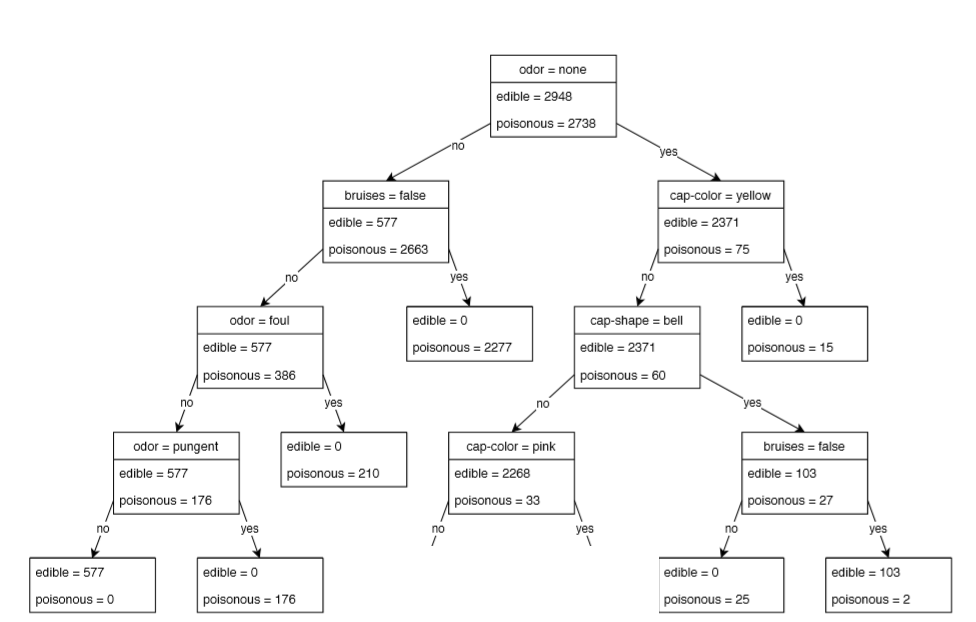 odor = none
edible = 2948
poisonous = 2738
no
yes
bruises = false
edible = 577
poisonous = 2663
cap-color = yellow
edible = 2371
poisonous = 75
no
yes
no
yes
odor = foul
edible = 577
poisonous = 386
edible = 0
poisonous = 2277
cap-shape = bell
edible = 2371
poisonous = 60
edible = 0
poisonous = 15
no
yes
no
yes
odor = pungent
edible = 577
poisonous = 176
edible = 0
poisonous = 210
cap-color = pink
edible = 2268
poisonous = 33
bruises = false
edible = 103
poisonous = 27
no
yes
no
yes
no
yes
edible = 577
poisonous = 0
edible = 0
poisonous = 176
edible = 0
poisonous = 25
edible = 103
poisonous = 2